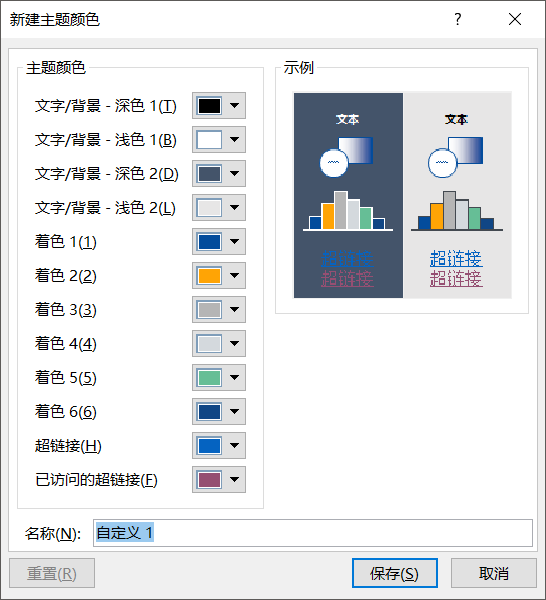 新建主题颜色
主题颜色
文字/背景 - 深色 1(T)
文字/背景 - 浅色 1(B)
文字/背景 - 深色 2(D)
文字/背景 - 浅色 2(L)
着色 1(1)
着色 2(2)
着色 3(3)
着色 4(4)
着色 5(5)
着色 6(6)
超链接(H)
已访问的超链接(F)
示例
文本 文本
超链接 超链接
超链接 超链接
名称(N): 自定义 1
重置(R) 保存(S) 取消